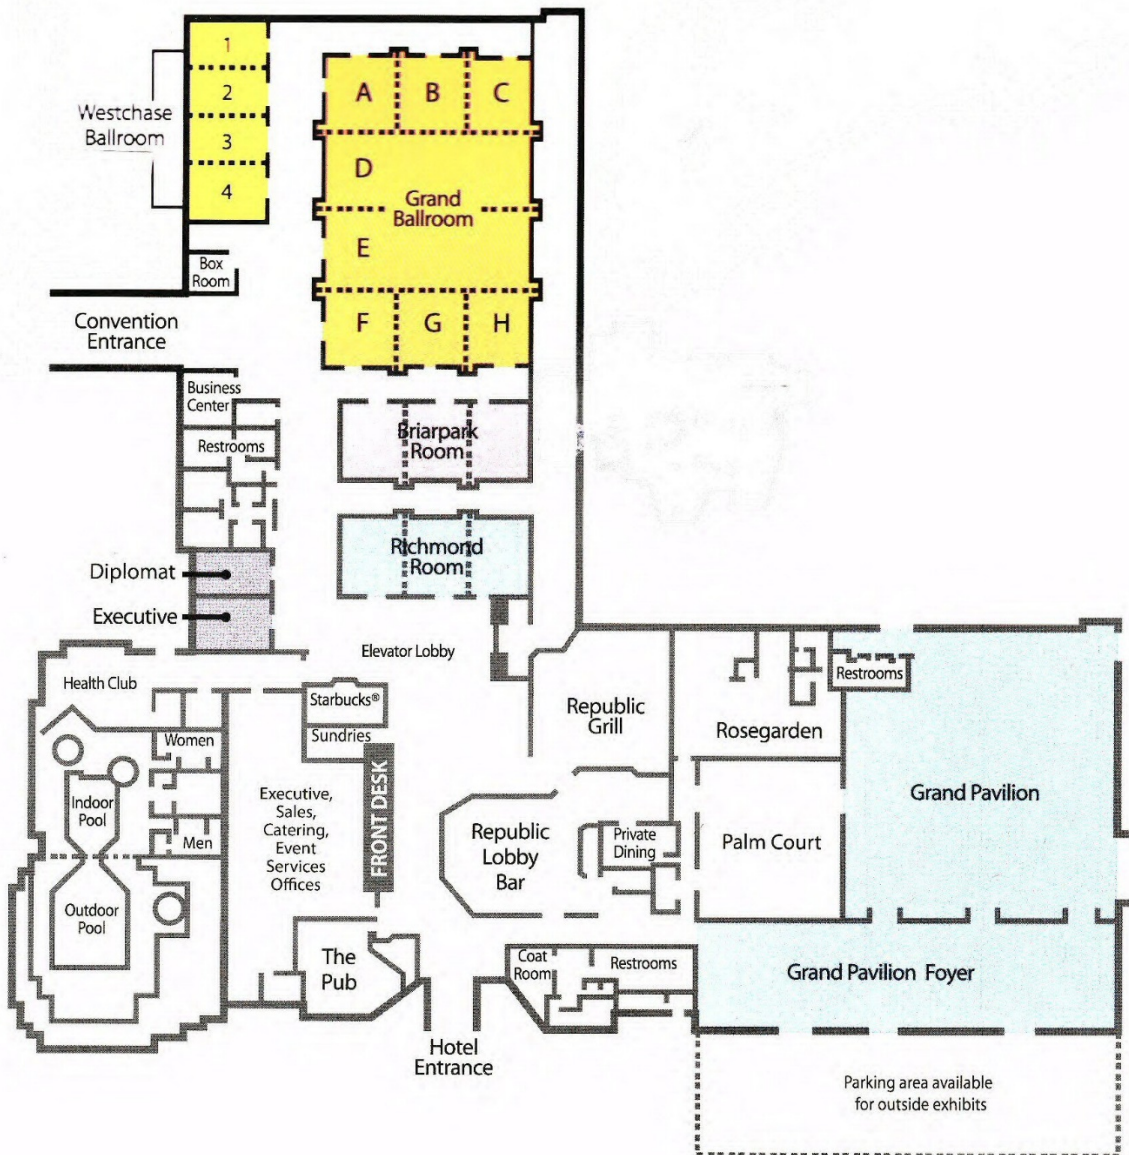 1
2
3
4
Westchase
Ballroom
A
B
C
D
Grand
Ballroom
E
F
G
H
Box
Room
Convention
Entrance
Business
Center
Restrooms
Briarpark
Room
Richmond
Room
Diplomat
Executive
Elevator Lobby
Health Club
Starbucks®
Sundries
Women
Indoor
Pool
Men
Outdoor
Pool
Executive,
Sales,
Catering,
Event
Services
Offices
FRONT DESK
Republic
Grill
Rosegarden
Restrooms
Grand Pavilion
Republic
Lobby
Bar
Private
Dining
Palm Court
The
Pub
Coat
Room
Restrooms
Grand Pavilion Foyer
Hotel
Entrance
Parking area available
for outside exhibits